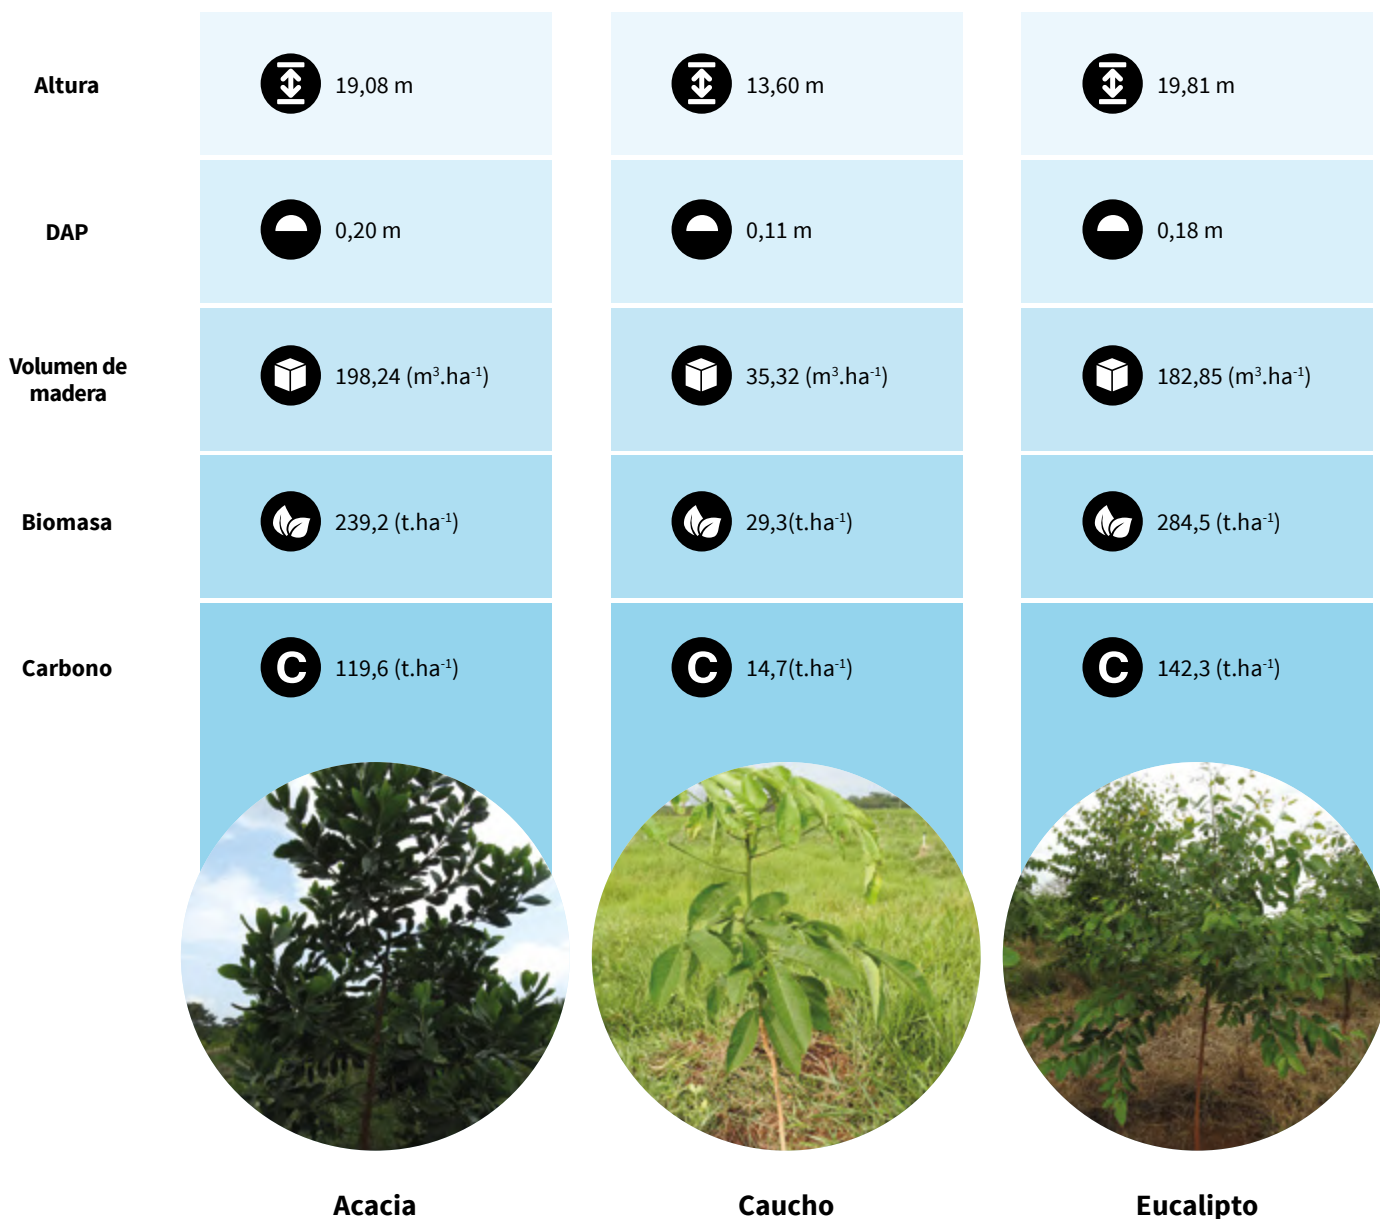 Altura
19,08 m
13,60 m
19,81 m
DAP
0,20 m
0,11 m
0,18 m
Volumen de
madera
198,24 (m³.ha⁻¹)
35,32 (m³.ha⁻¹)
182,85 (m³.ha⁻¹)
Biomasa
239,2 (t.ha⁻¹)
29,3(t.ha⁻¹)
284,5 (t.ha⁻¹)
Carbono
C
119,6 (t.ha⁻¹)
C
14,7(t.ha⁻¹)
C
142,3 (t.ha⁻¹)
Acacia
Caucho
Eucalipto